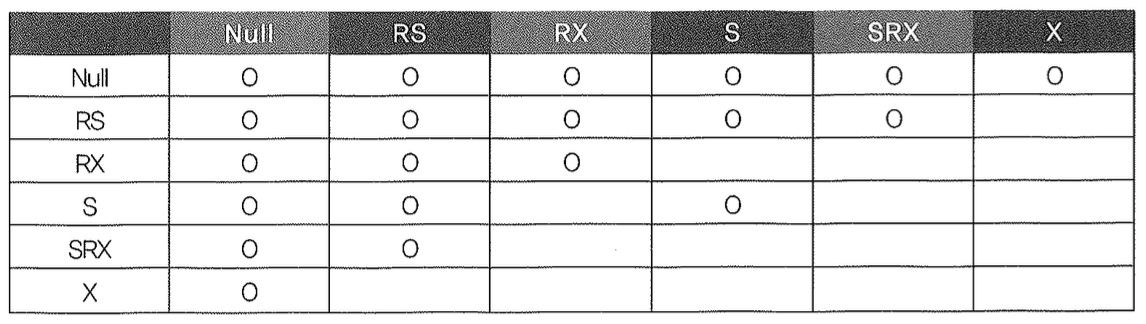 Null RS RX S SRX X
Null O O O O O O
RS O O O O O
RX O O O
S O O O
SRX O O
X O